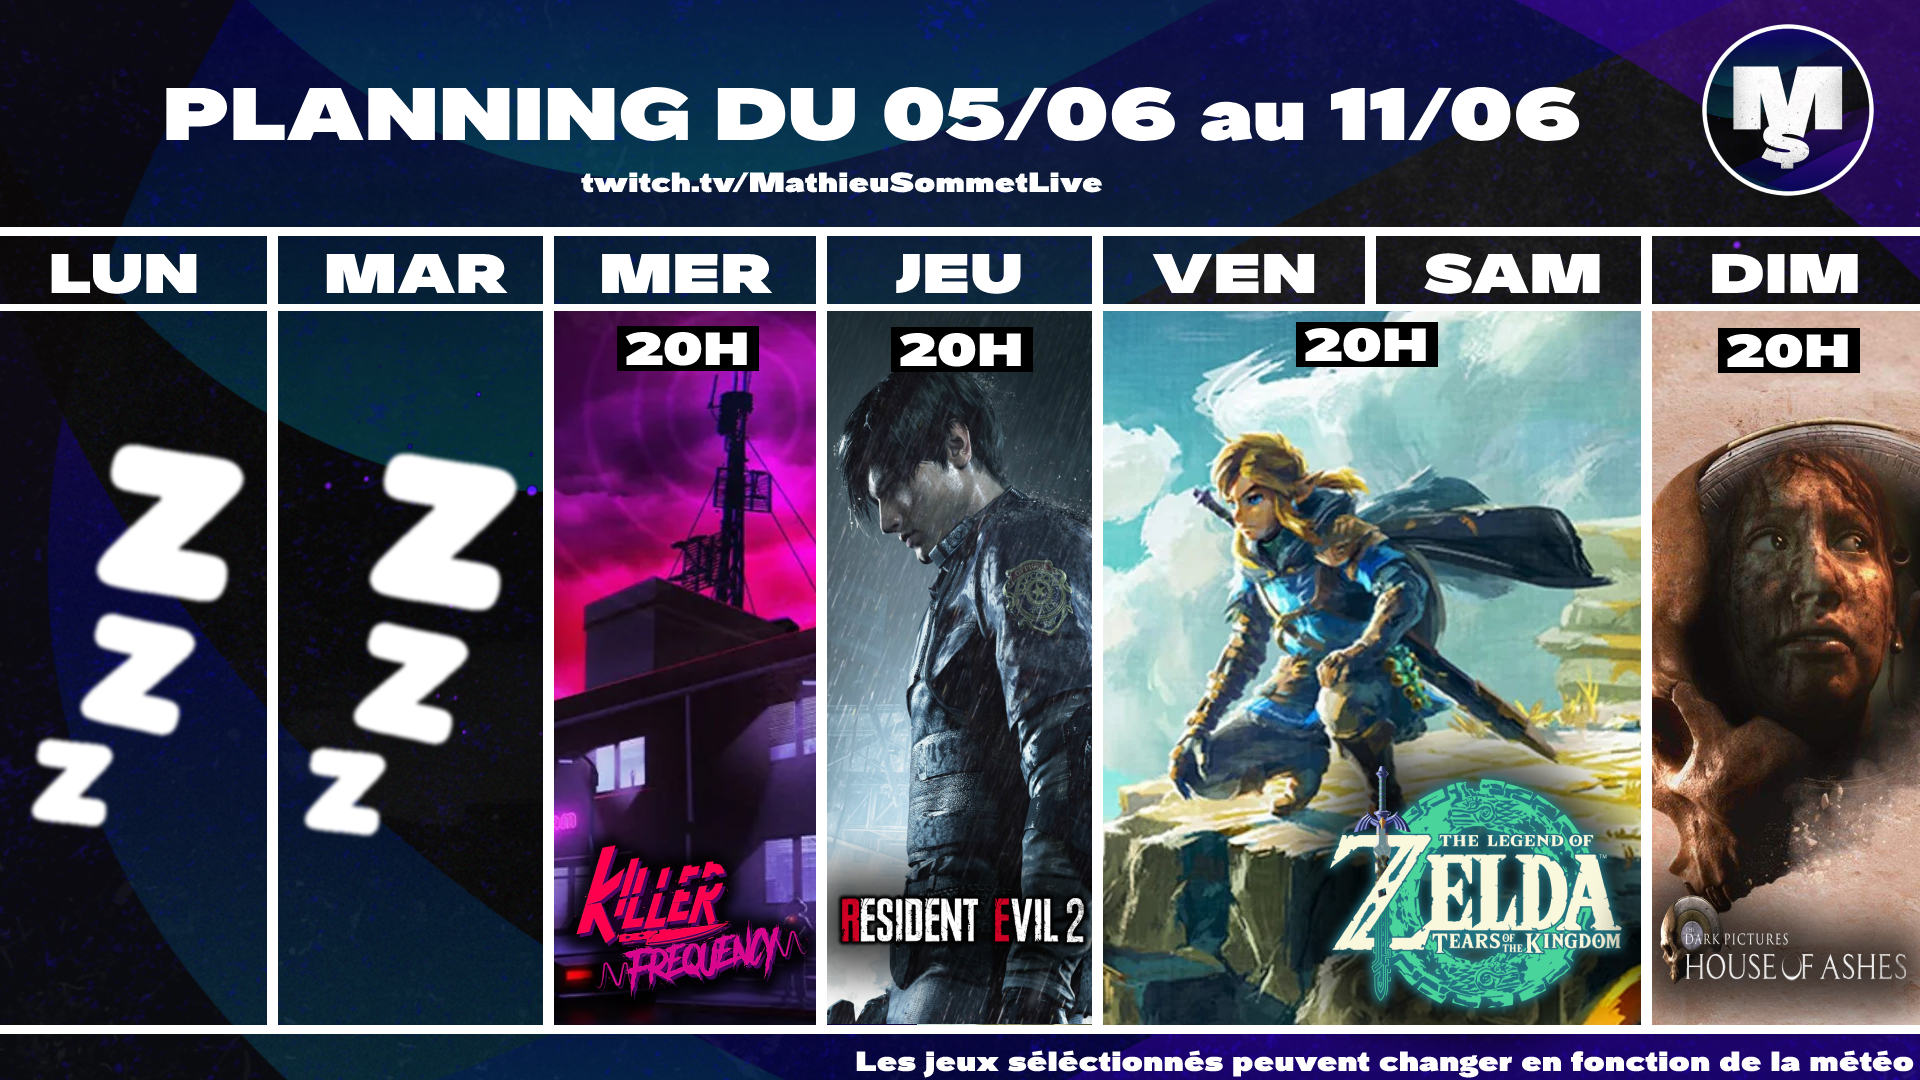 PLANNING DU 05/06 au 11/06
twitch.tv/MathieuSommetLive
MS
LUN
MAR
MER
JEU
VEN
SAM
DIM
Z
Z
Z
Z
Z
Z
20H
KILLER
FREQUENCY
20H
RESIDENT EVIL 2
20H
THE LEGEND OF
ZELDA
TEARS OF THE KINGDOM
20H
THE
DARK PICTURES
HOUSE OF ASHES
Les jeux séléctionnés peuvent changer en fonction de la météo